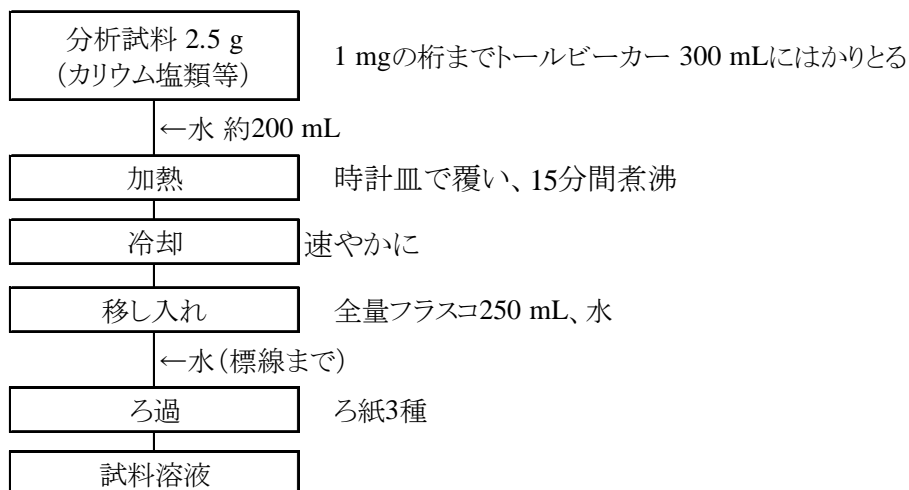 分析試料 2.5 g
（カリウム塩類等）
1 mgの桁までトールビーカー 300 mLにはかりとる
←水 約200 mL
加熱
時計皿で覆い、15分間煮沸
冷却
速やかに
移し入れ
全量フラスコ250 mL、水
←水（標線まで）
ろ過
ろ紙3種
試料溶液